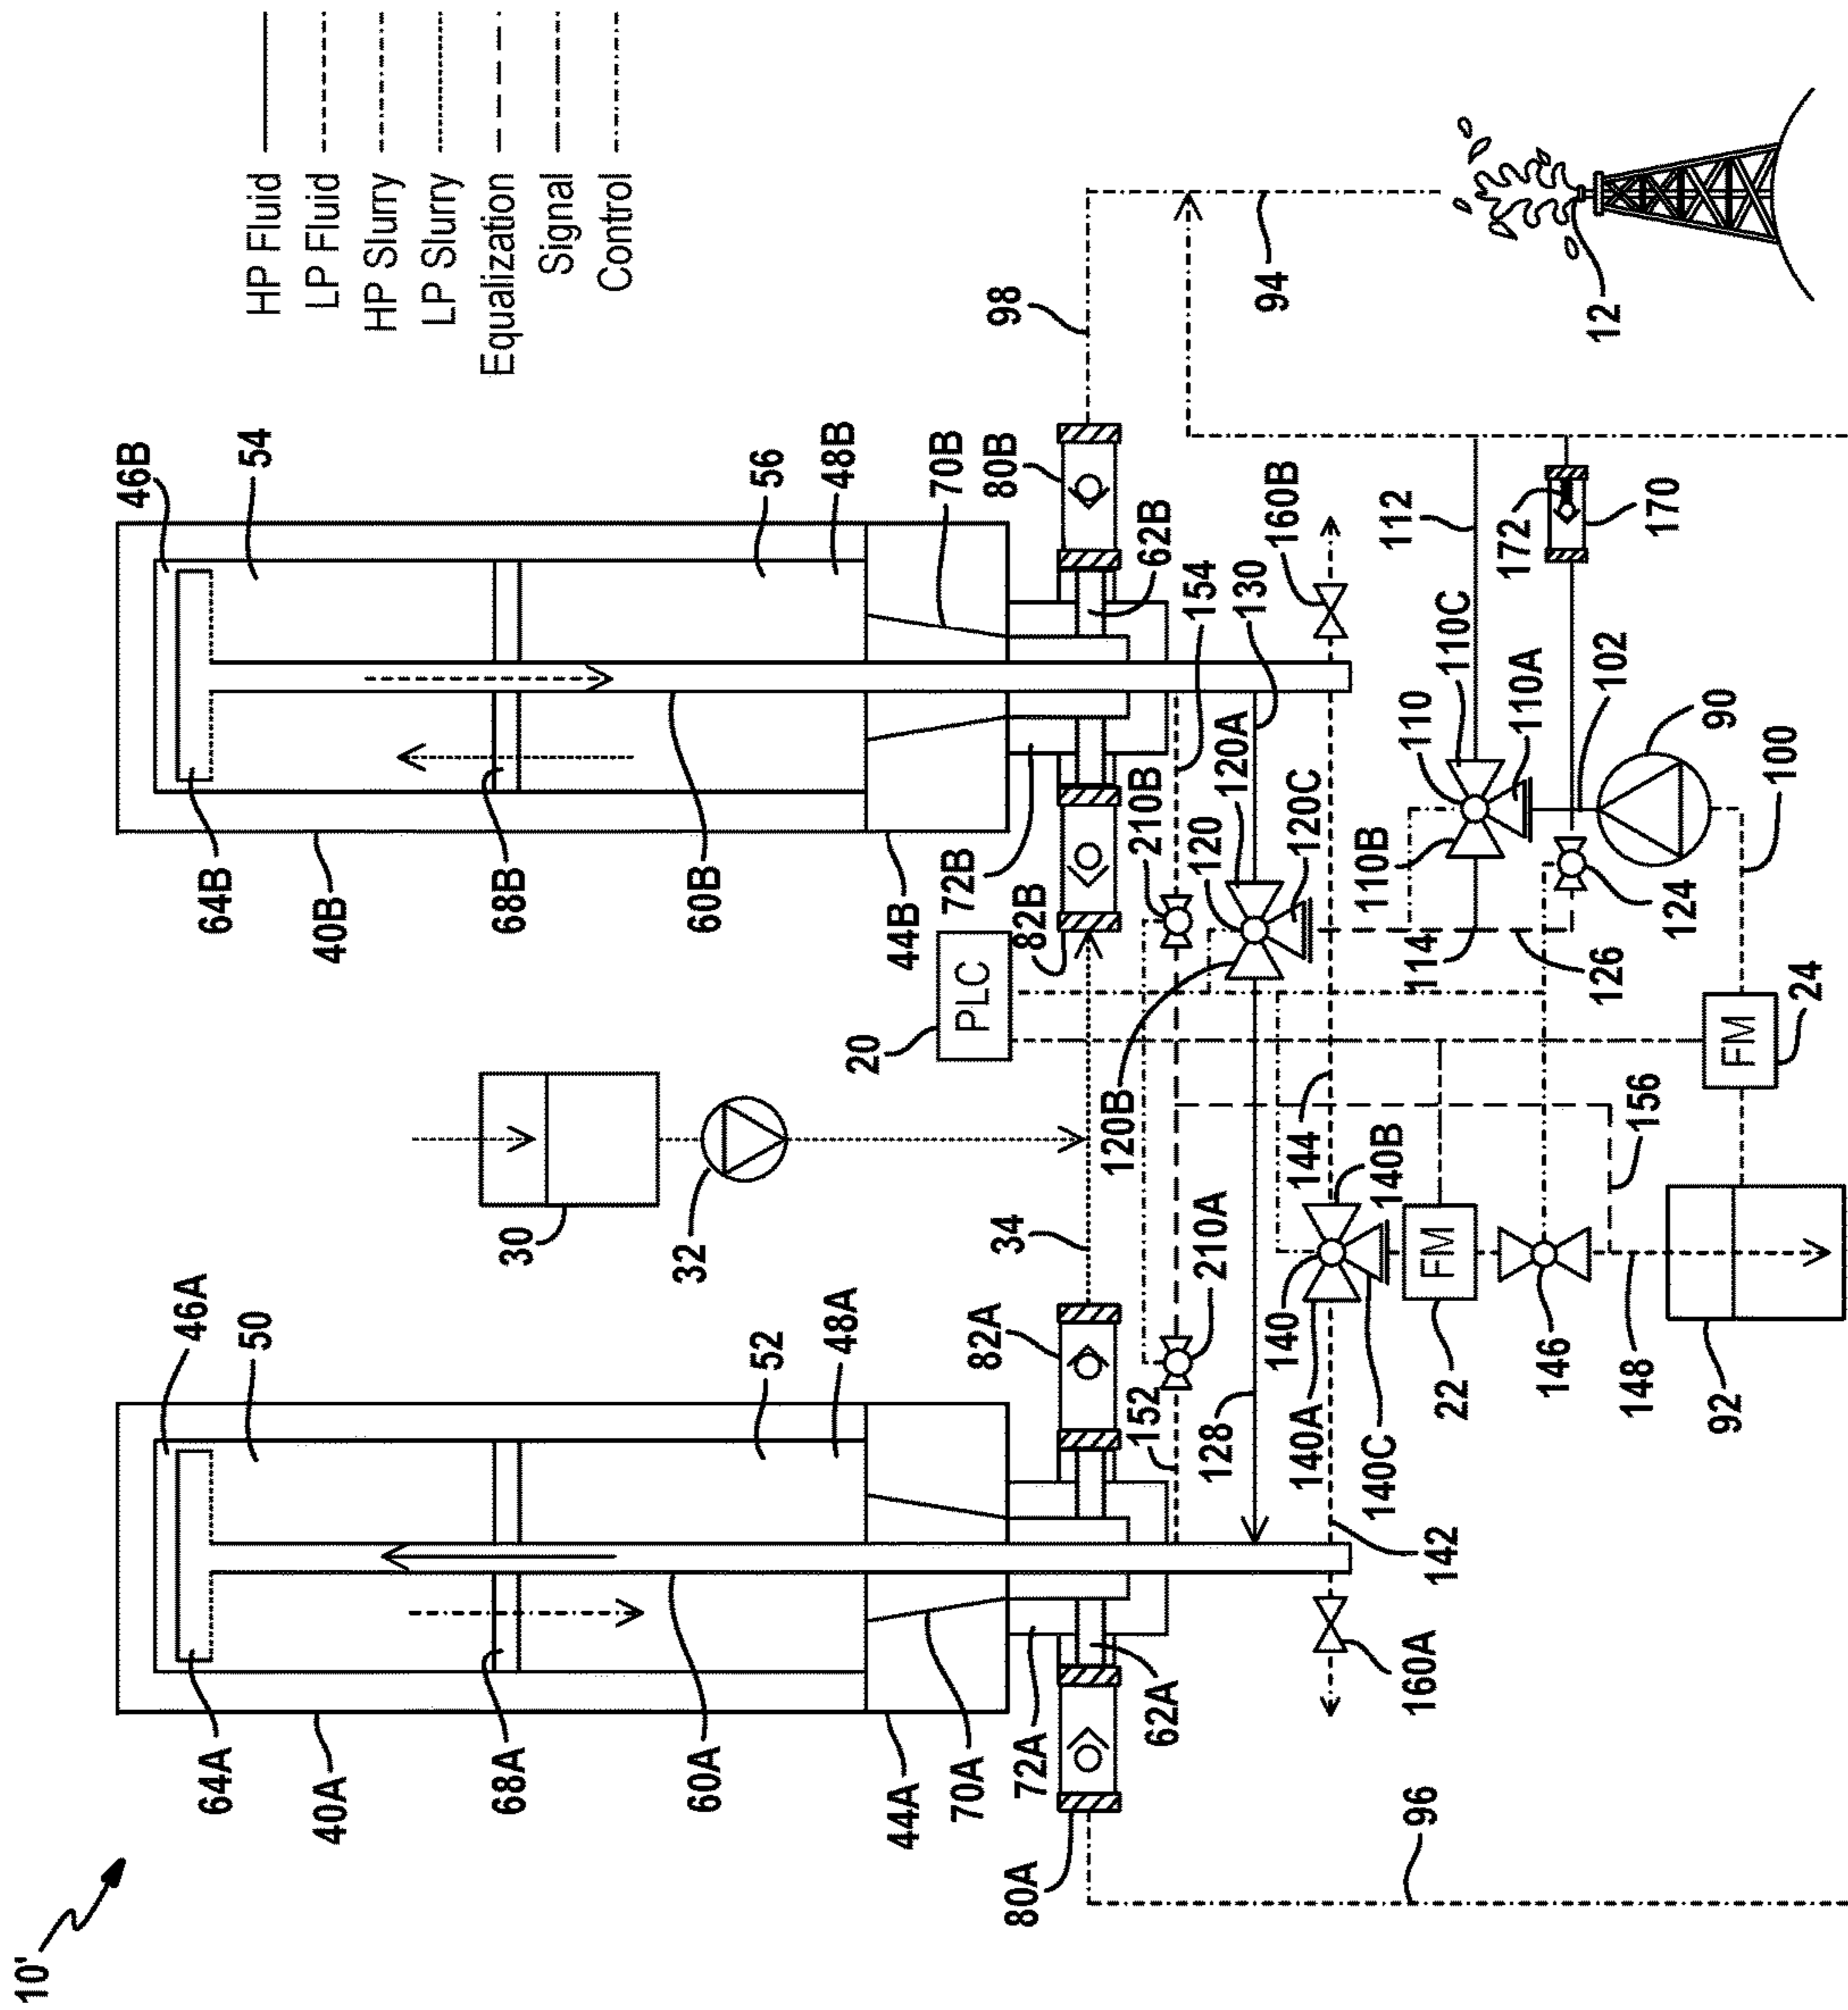 10'
46A
46B
64A
50
64B
54
HP Fluid
LP Fluid
HP Slurry
LP Slurry
Equalization
Signal
Control
40A
40B
68A
30
68B
60A
32
60B
52
56
48A
48B
44A
44B
70A
70B
20
PLC
72A
72B
80A
34
82A
82B
80B
98
62A
62B
152
210A
210B
154
128
120B
120
120A
130
160B
120C
94
140
144
140A
140B
160A
142
140C
96
110B
110
110C
112
22
FM
114
110A
172
12
146
126
102
170
148
156
124
92
FM
24
90
100